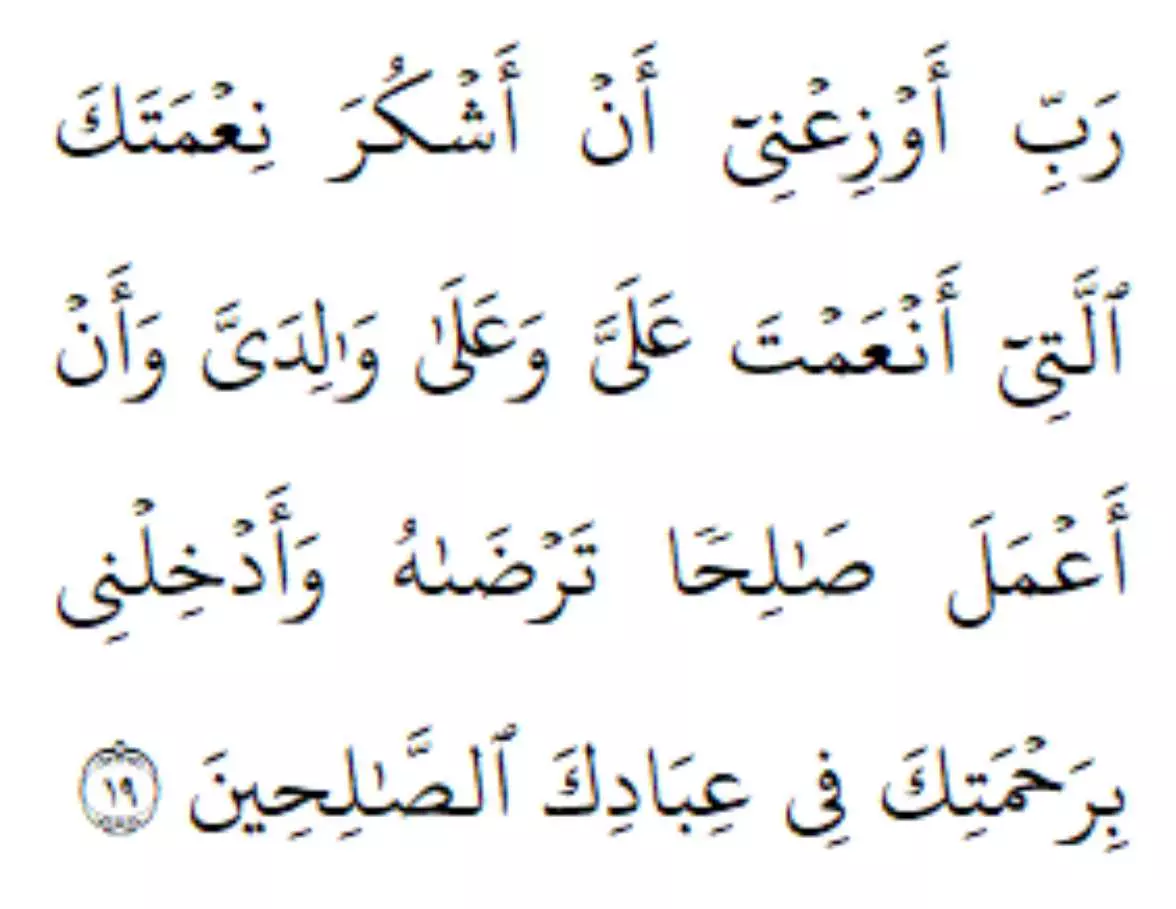 رَبِّ أَوۡزِعۡنِىٓ أَنۡ أَشۡكُرَ نِعۡمَتَكَ
ٱلَّتِىٓ أَنۡعَمۡتَ عَلَىَّ وَعَلَىٰ وَٰلِدَىَّ وَأَنۡ
أَعۡمَلَ صَٰلِحٗا تَرۡضَىٰهُ وَأَدۡخِلۡنِى
بِرَحۡمَتِكَ فِى عِبَادِكَ ٱلصَّٰلِحِينَ ١٩